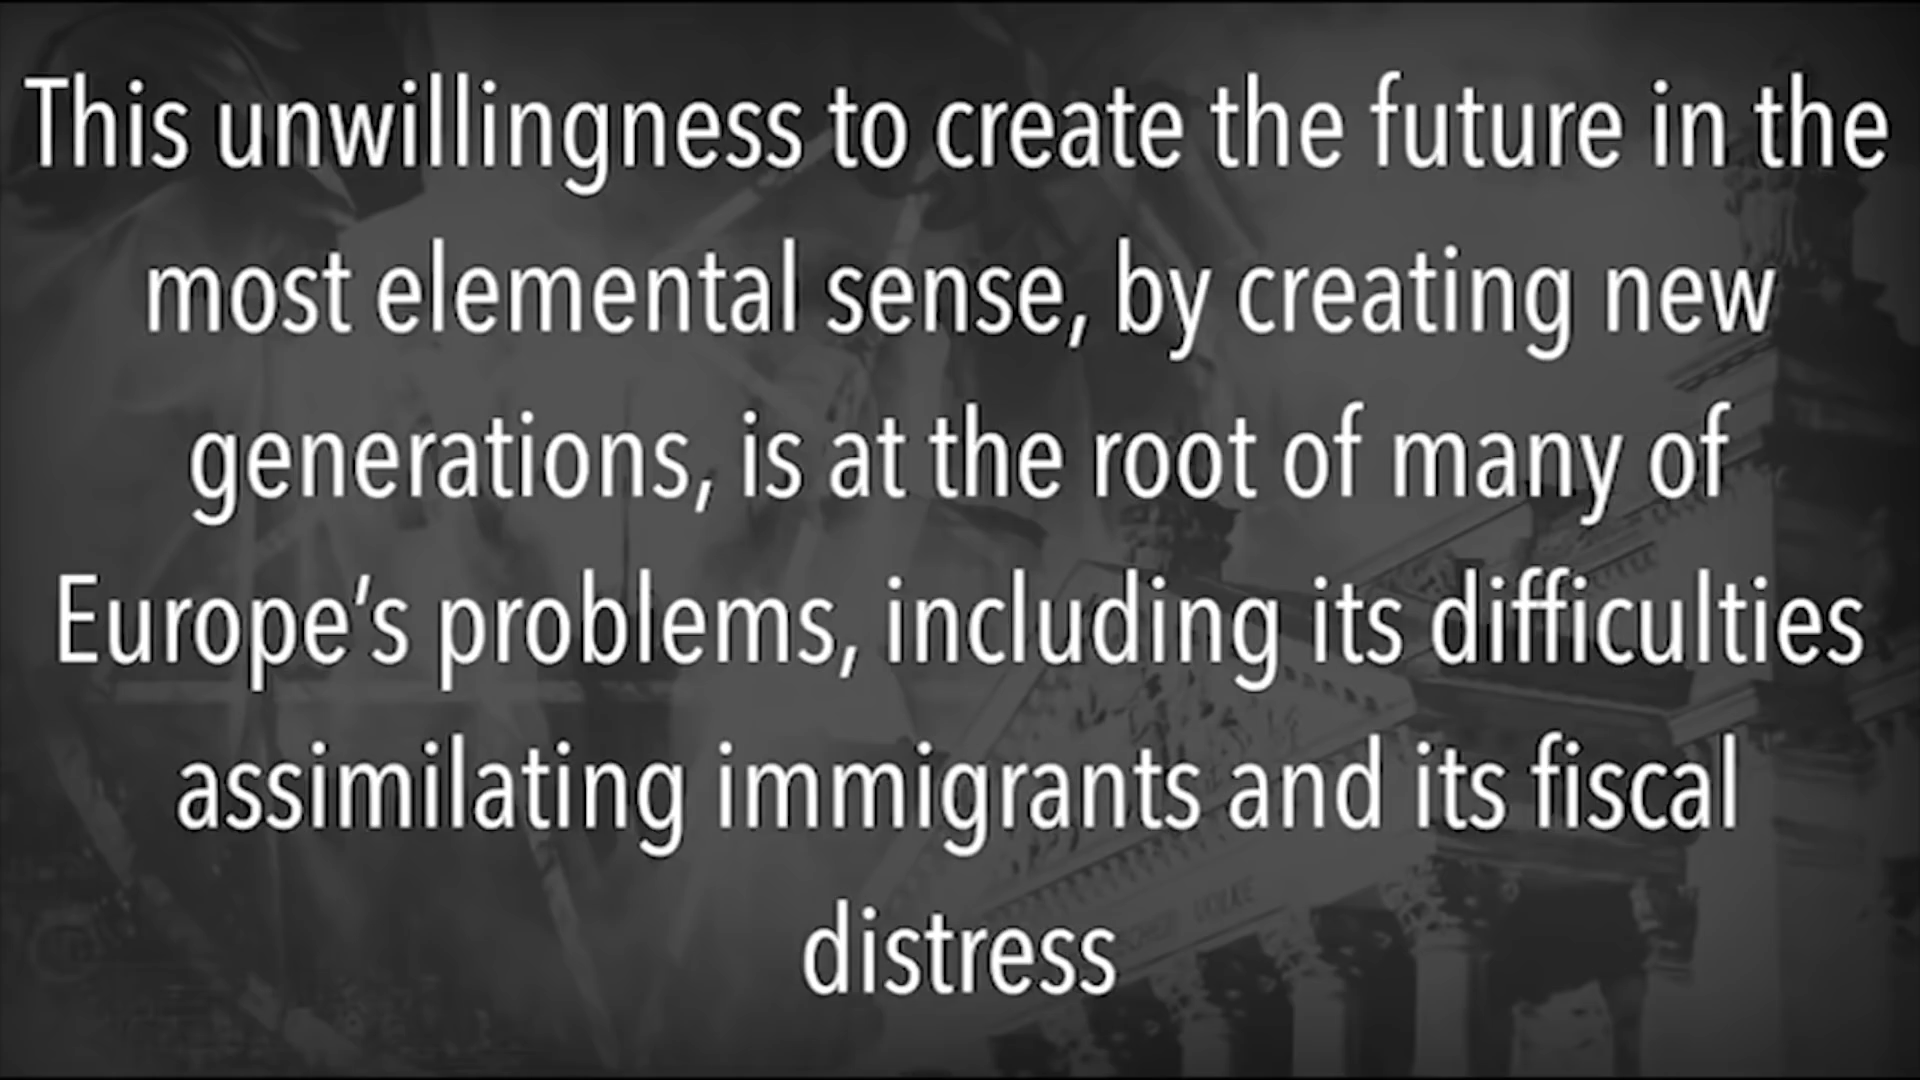 This unwillingness to create the future in the
most elemental sense, by creating new
generations, is at the root of many of
Europe’s problems, including its difficulties
assimilating immigrants and its fiscal
distress